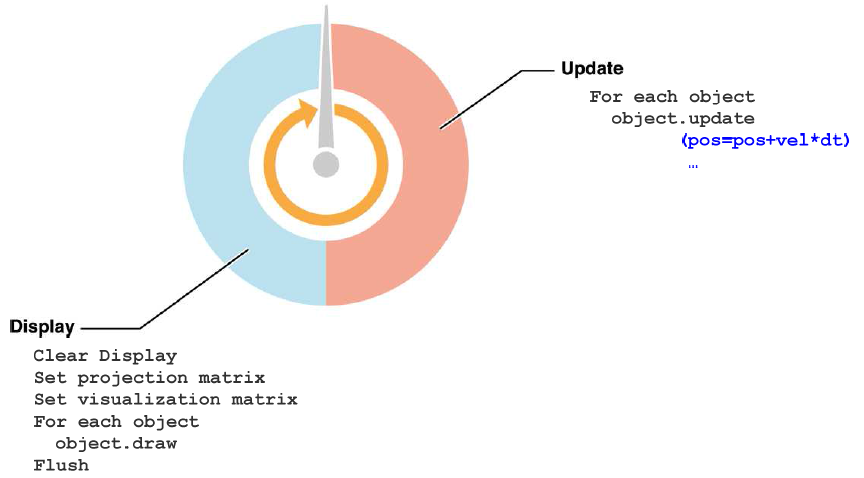 Update
For each object
object.update
(pos=pos+vel*dt)
…
Display
Clear Display
Set projection matrix
Set visualization matrix
For each object
object.draw
Flush